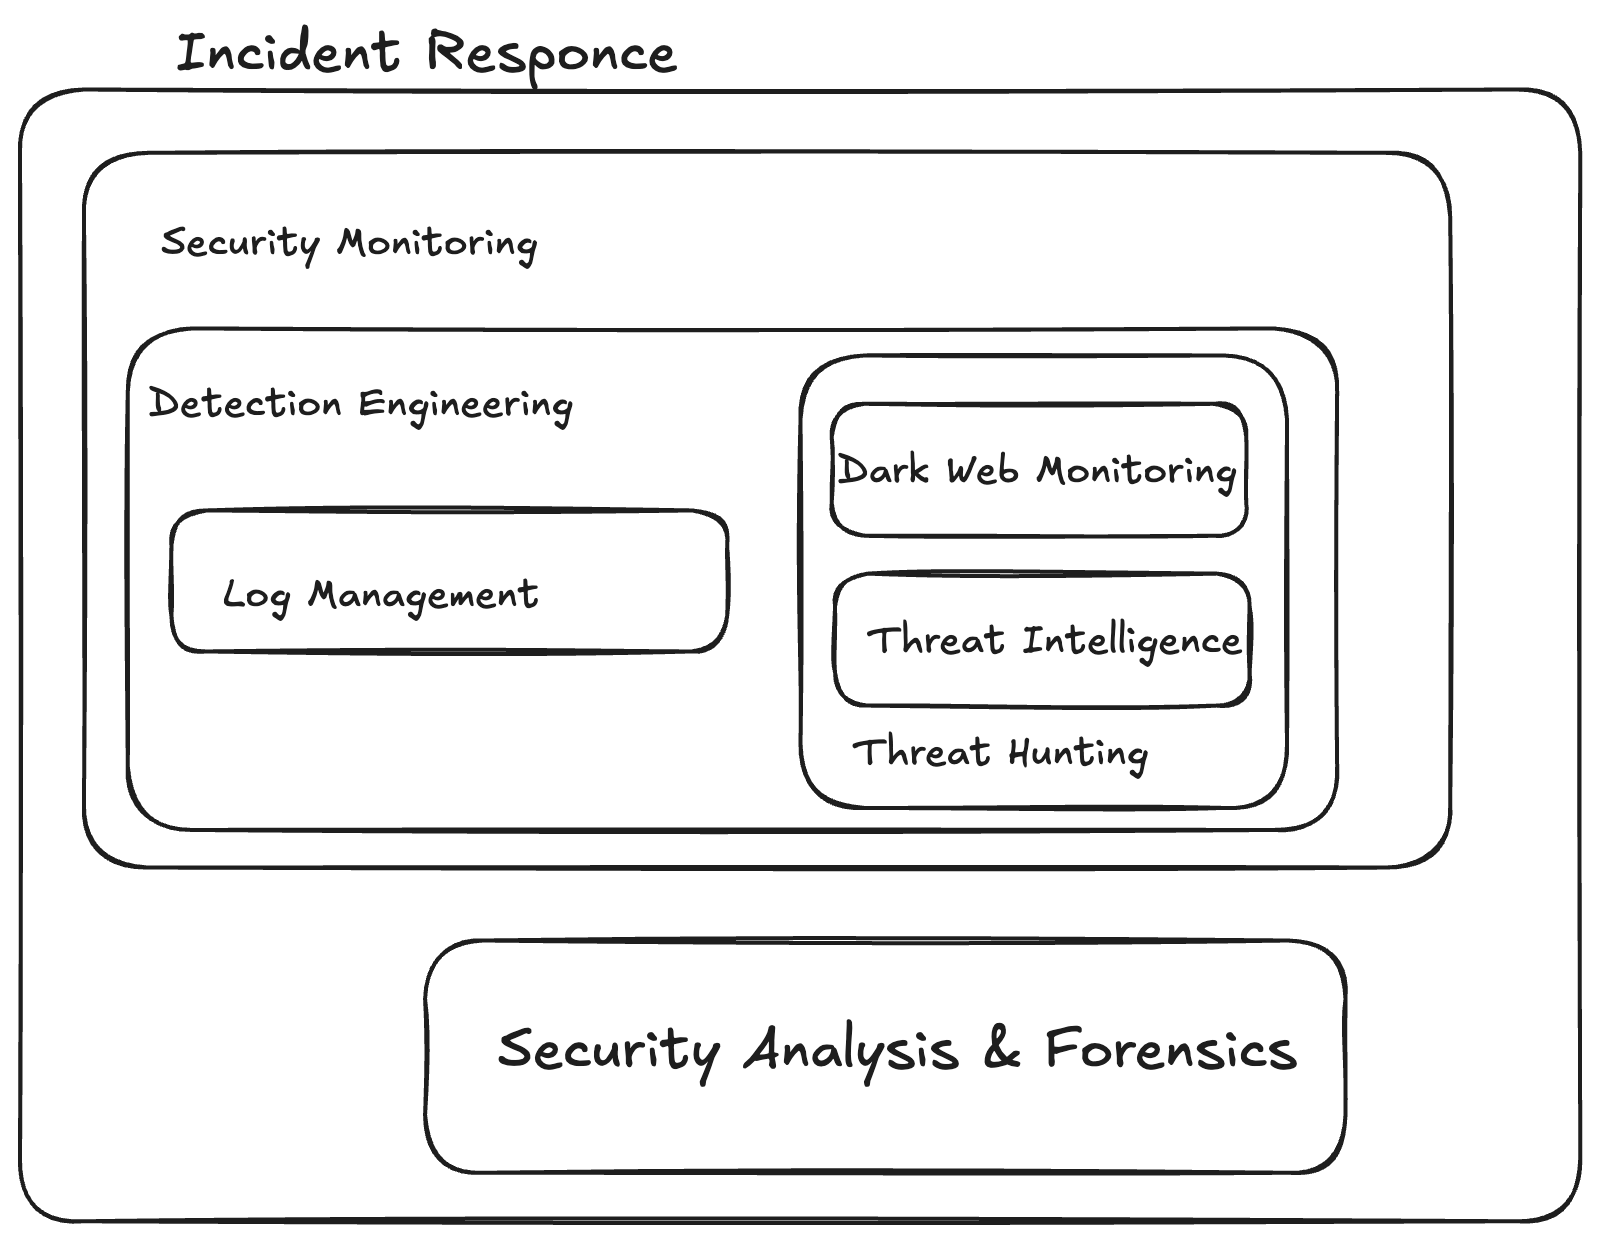 Incident Responce
Security Monitoring
Detection Engineering
Dark Web Monitoring
Log Management
Threat Intelligence
Threat Hunting
Security Analysis & Forensics